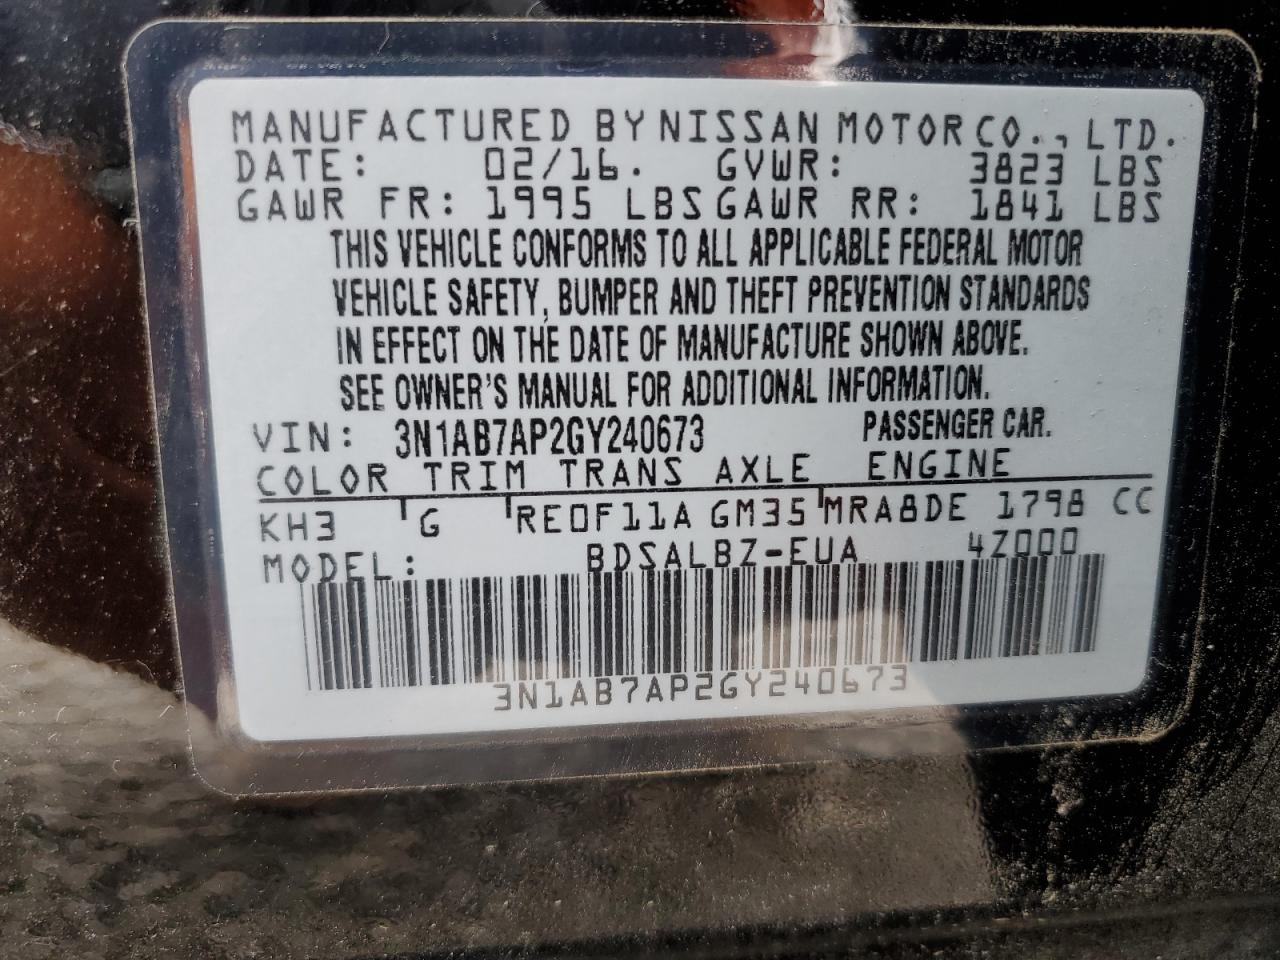 MANUFACTURED BY NISSAN MOTOR CO., LTD.
DATE: 02/16. GVWR: 3823 LBS
GAWR FR: 1995 LBS GAWR RR: 1841 LBS
THIS VEHICLE CONFORMS TO ALL APPLICABLE FEDERAL MOTOR
VEHICLE SAFETY, BUMPER AND THEFT PREVENTION STANDARDS
IN EFFECT ON THE DATE OF MANUFACTURE SHOWN ABOVE.
SEE OWNER'S MANUAL FOR ADDITIONAL INFORMATION.
VIN: 3N1AB7AP2GY240673 PASSENGER CAR.
COLOR TRIM TRANS AXLE ENGINE
KH3 G RE0F11A GM35 MRA8DE 1798 CC
MODEL: BDSALBZ-EUA 4Z000
3N1AB7AP2GY240673